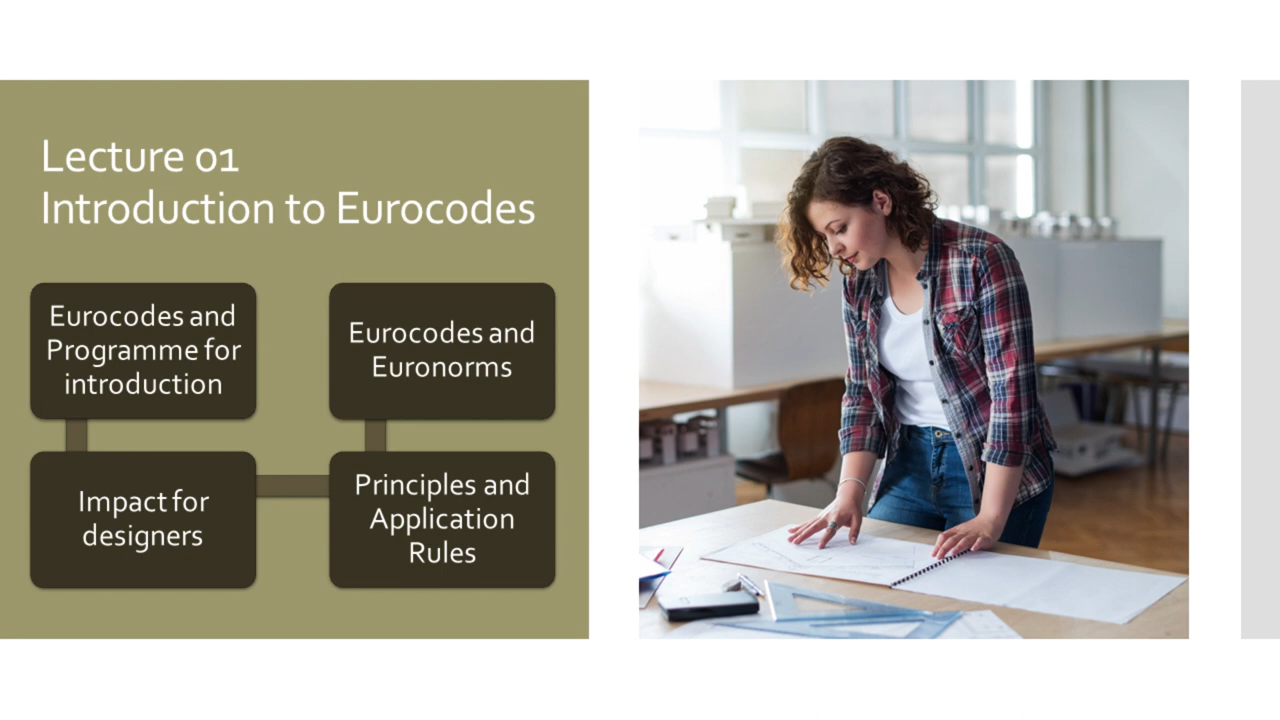 Lecture 01
Introduction to Eurocodes
Eurocodes and
Programme for
introduction
Impact for
designers
Principles and
Application
Rules
Eurocodes and
Euronorms